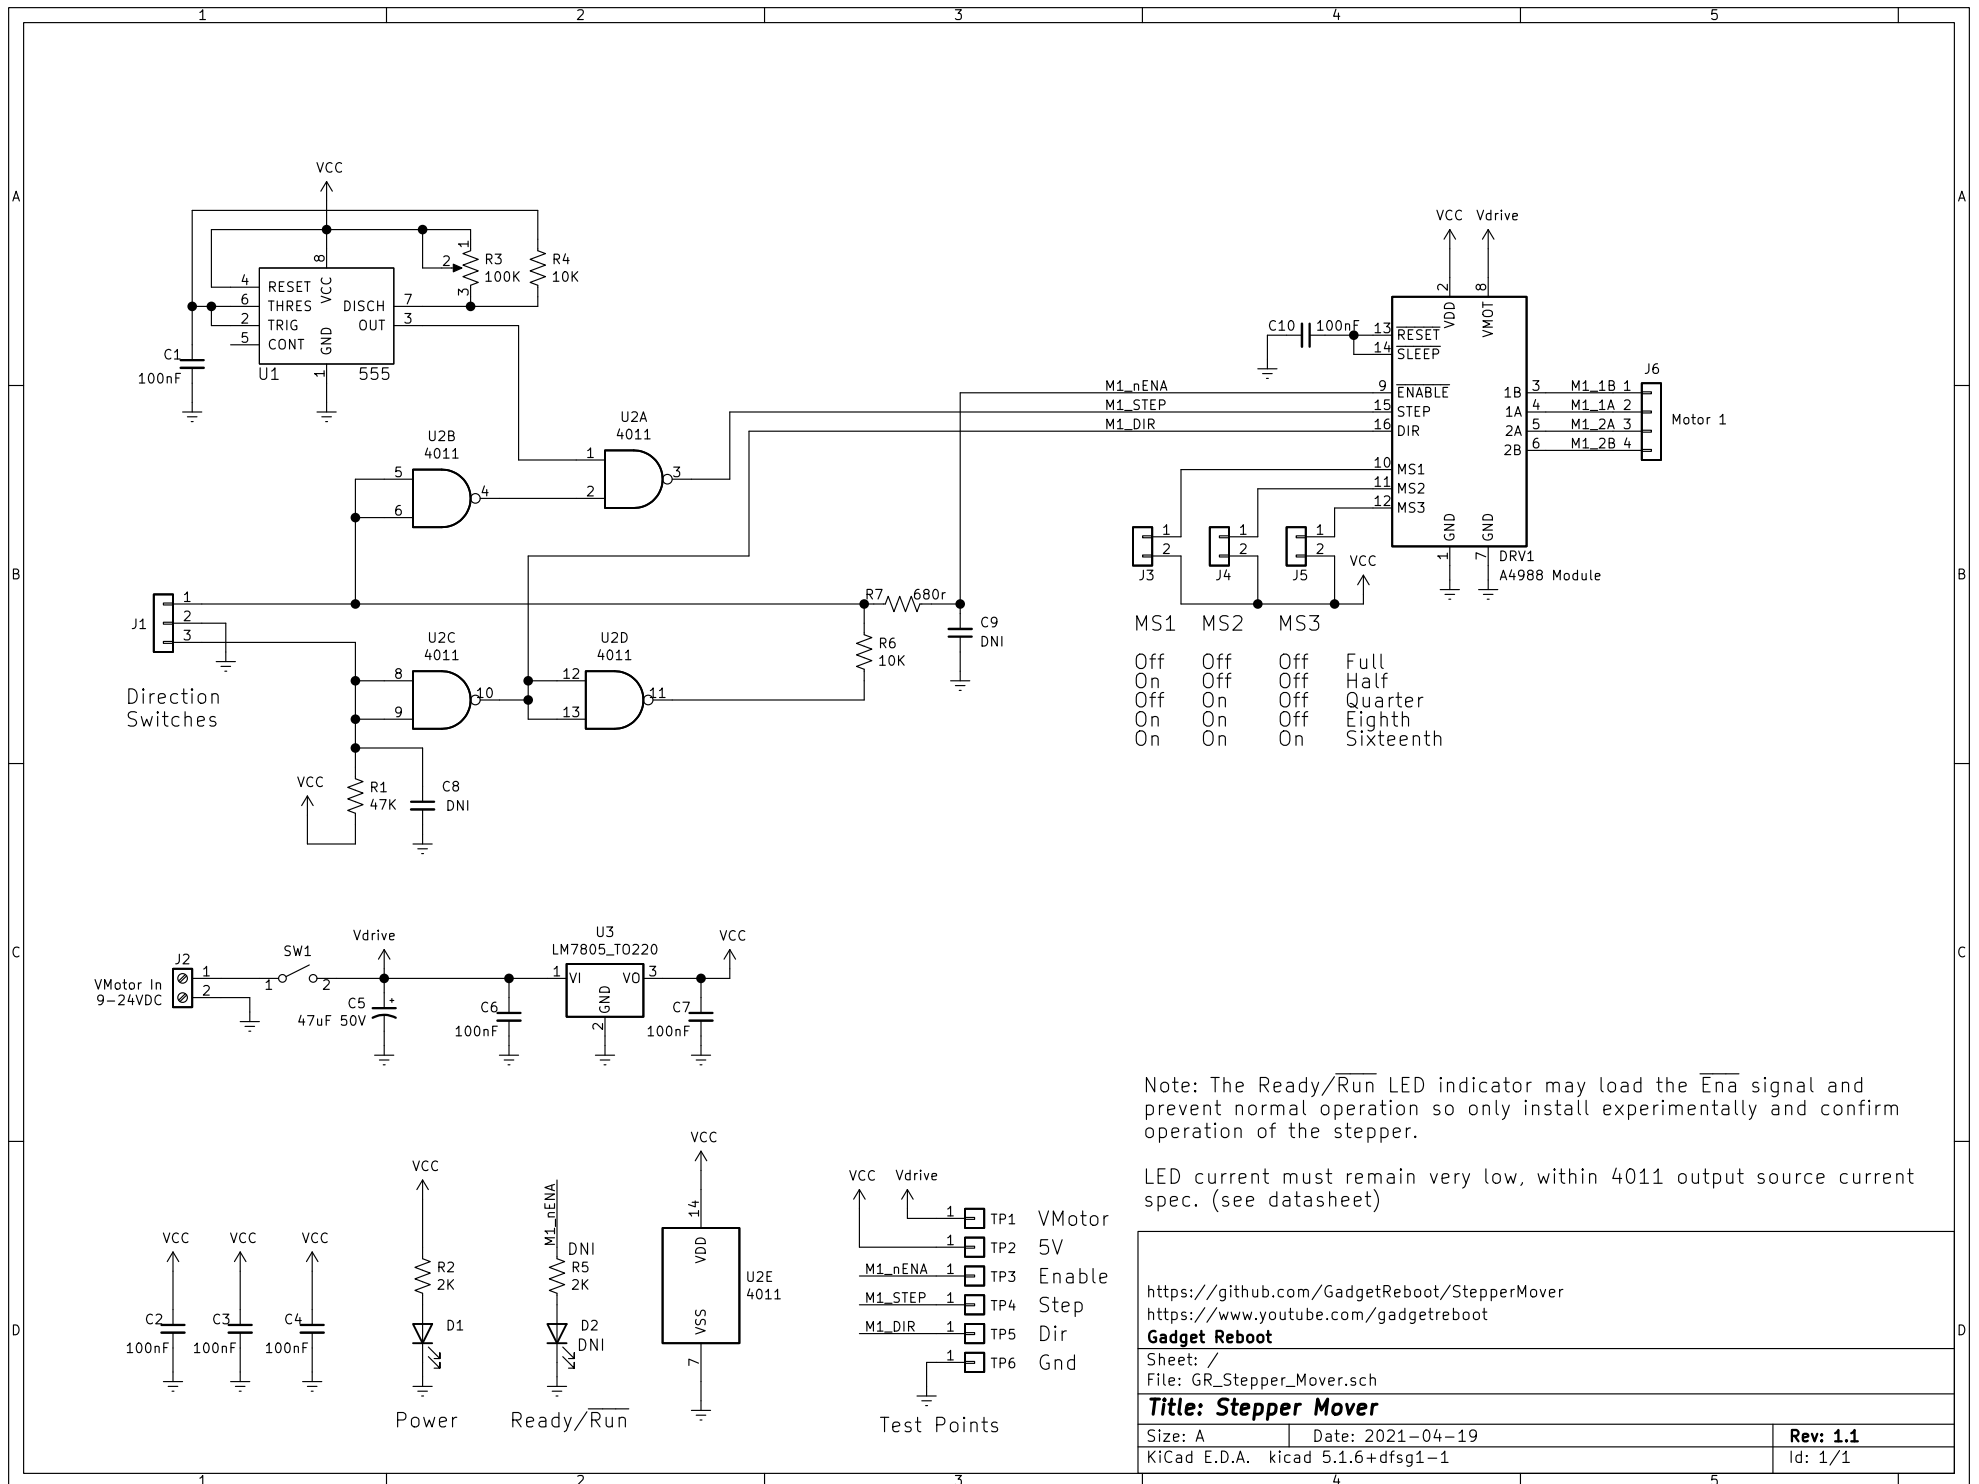 1 2 3 4 5
A A
B B
C C
D D
1 2 3 4 5
VCC
8
4 RESET
6 THRES
2 TRIG
5 CONT
VCC
GND
DISCH 7
OUT 3
1
U1 555
C1
100nF
1
2
3
R3
100K
R4
10K
U2A
4011
1
2
3
U2B
4011
5
6
4
J1
1
2
3
Direction
Switches
U2C
4011
8
9
10
U2D
4011
12
13
11
R7 680r
R6
10K
C9
DNI
VCC
R1
47K
C8
DNI
M1_nENA
M1_STEP
M1_DIR
VCC Vdrive
2 8
VDD VMOT
C10 100nF
13 RESET
14 SLEEP
9 ENABLE
15 STEP
16 DIR
10 MS1
11 MS2
12 MS3
1B 3 M1_1B 1
1A 4 M1_1A 2
2A 5 M1_2A 3
2B 6 M1_2B 4
J6
Motor 1
GND GND
1 7
DRV1
A4988 Module
1 1 1
2 2 2
J3 J4 J5
VCC
MS1 MS2 MS3
Off Off Off Full
On Off Off Half
Off On Off Quarter
On On Off Eighth
On On On Sixteenth
J2
VMotor In
9-24VDC
1
2
SW1
1 2
Vdrive
C5 +
47uF 50V
C6
100nF
U3
LM7805_TO220
1 VI VO 3
GND
2
C7
100nF
VCC
Note: The Ready/Run LED indicator may load the Ena signal and
prevent normal operation so only install experimentally and confirm
operation of the stepper.
LED current must remain very low, within 4011 output source current
spec. (see datasheet)
VCC VCC VCC
C2 C3 C4
100nF 100nF 100nF
VCC
R2
2K
D1
Power
M1_nENA
DNI
R5
2K
D2
DNI
Ready/Run
VCC
14
VDD
VSS
7
U2E
4011
VCC Vdrive
1 TP1 VMotor
1 TP2 5V
M1_nENA 1 TP3 Enable
M1_STEP 1 TP4 Step
M1_DIR 1 TP5 Dir
1 TP6 Gnd
Test Points
https://github.com/GadgetReboot/StepperMover
https://www.youtube.com/gadgetreboot
Gadget Reboot
Sheet: /
File: GR_Stepper_Mover.sch
Title: Stepper Mover
Size: A Date: 2021-04-19 Rev: 1.1
KiCad E.D.A. kicad 5.1.6+dfsg1-1 Id: 1/1